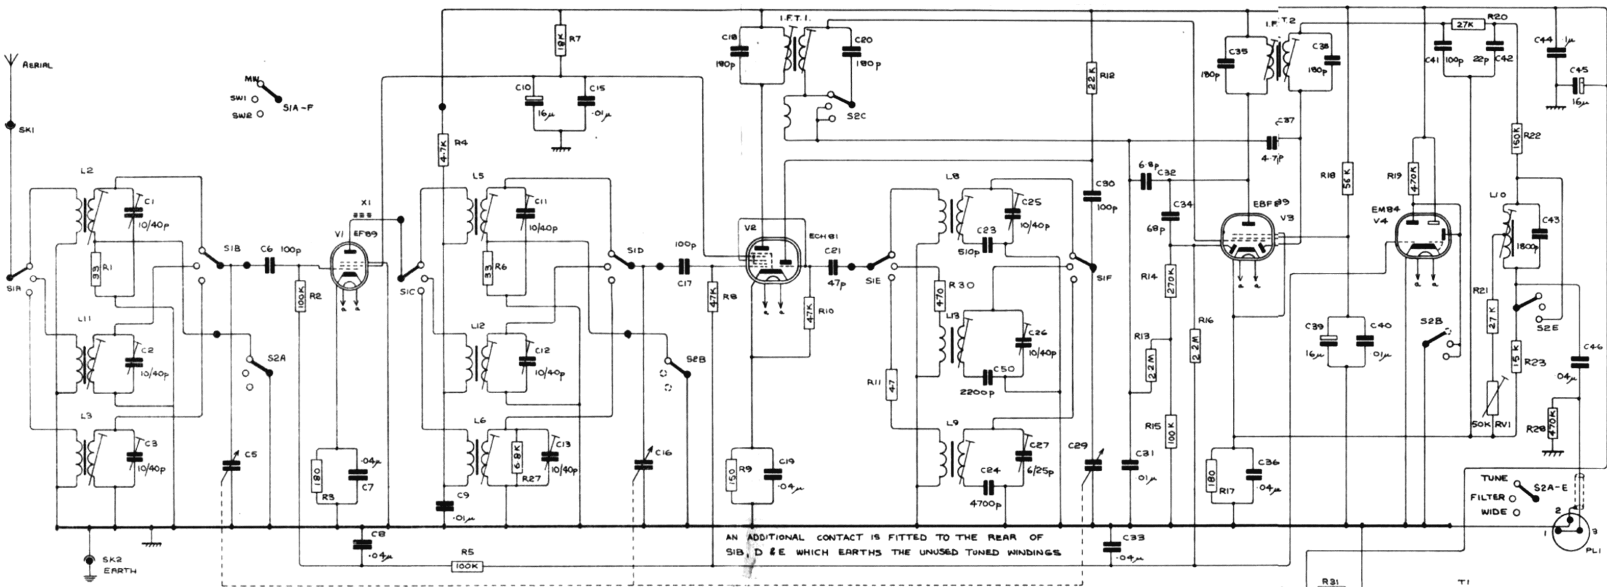 AERIAL
SK1
MW
SW1
SW2
S1A-F
L2
C1
10/40p
R1
33
S1A
S1B
C6
100p
L11
C2
10/40p
S2A
L3
C3
10/40p
C5
SK2
EARTH
X1
V1
EF89
R2
100K
R3
180
.04µ
C7
C8
.04µ
R5
100K
R7
18K
C10
16µ
C15
.01µ
R4
4.7K
L5
C11
10/40p
R6
33
S1C
S1D
L12
C12
10/40p
S2B
L6
6.8K
R27
C13
10/40p
C9
.01µ
C16
100p
C17
R8
47K
V2
ECH81
C21
47p
R10
47K
R9
150
C19
.04µ
I.F.T.1.
C18
180p
C20
180p
S2C
R12
22K
C30
100p
L8
C25
10/40p
C23
510p
S1E
S1F
R30
470
L13
C26
10/40p
C50
2200p
R11
47
L9
C27
6/25p
C24
4700p
C29
AN ADDITIONAL CONTACT IS FITTED TO THE REAR OF
S1B, D & E WHICH EARTHS THE UNUSED TUNED WINDINGS
C33
.04µ
C31
.01µ
6.8p
C32
C34
68p
R14
270K
R13
2.2M
R15
100K
R16
2.2M
I.F.T2
C35
180p
C38
180p
C37
4.7p
EBF89
V3
R17
180
C36
.04µ
R18
56K
C39
16µ
C40
.01µ
R19
470K
EM84
V4
S2B
27K
R20
C41
100p
22p
C42
C44
.1µ
C45
16µ
R22
150K
L10
C43
1800p
R21
27K
S2E
R23
15K
C46
.04µ
50K RV1
R28
470K
TUNE
FILTER
WIDE
S2A-E
1
2
3
PL1
R31
T1